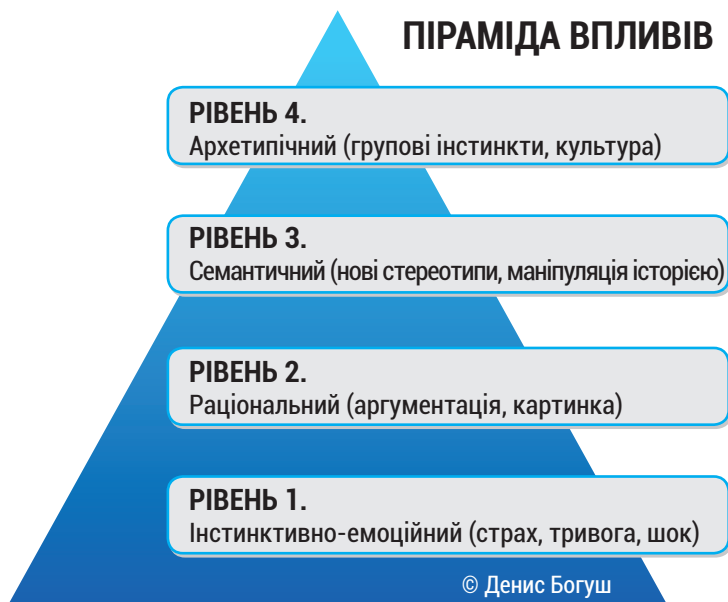 ПІРАМІДА ВПЛИВІВ
РІВЕНЬ 4.
Архетипічний (групові інстинкти, культура)
РІВЕНЬ 3.
Семантичний (нові стереотипи, маніпуляція історією)
РІВЕНЬ 2.
Раціональний (аргументація, картинка)
РІВЕНЬ 1.
Інстинктивно-емоційний (страх, тривога, шок)
© Денис Богуш